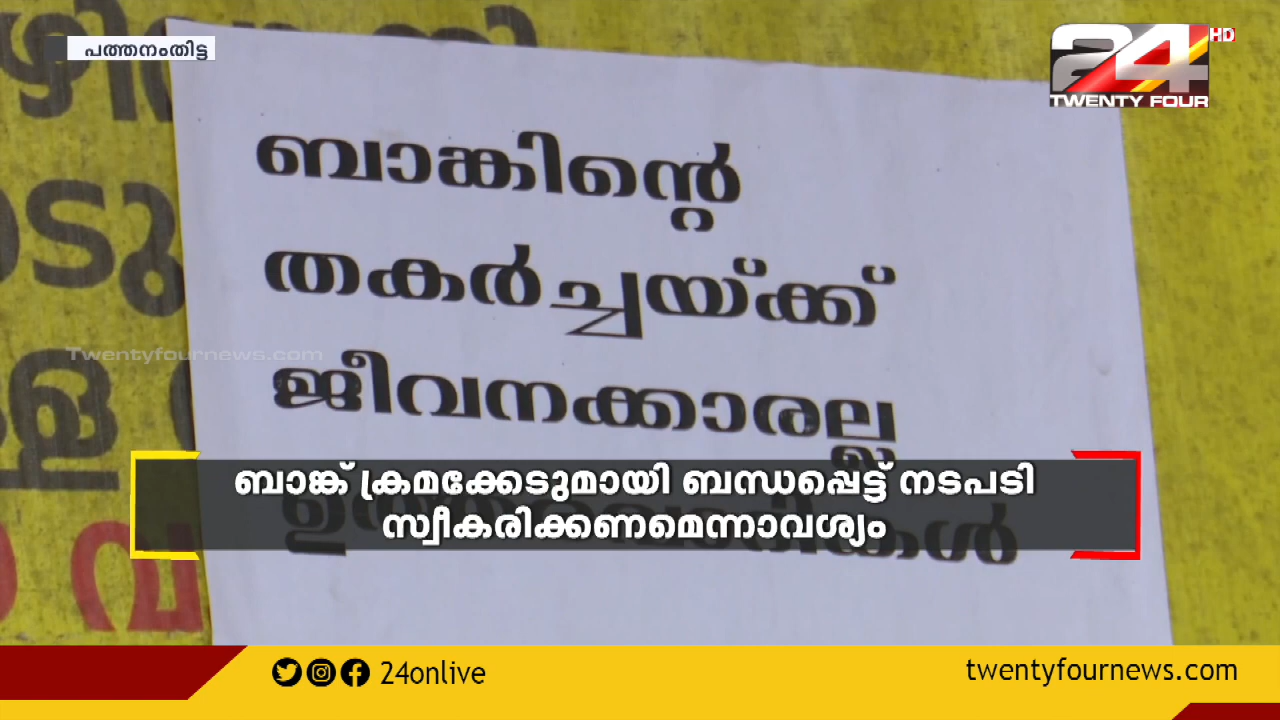 പത്തനംതിട്ട
24 HD
TWENTY FOUR
ബാങ്കിന്റെ
തകർച്ചയ്ക്ക്
ജീവനക്കാരല്ല
Twentyfournews.com
ബാങ്ക് ക്രമക്കേടുമായി ബന്ധപ്പെട്ട് നടപടി
സ്വീകരിക്കണമെന്നാവശ്യം
24onlive
twentyfournews.com